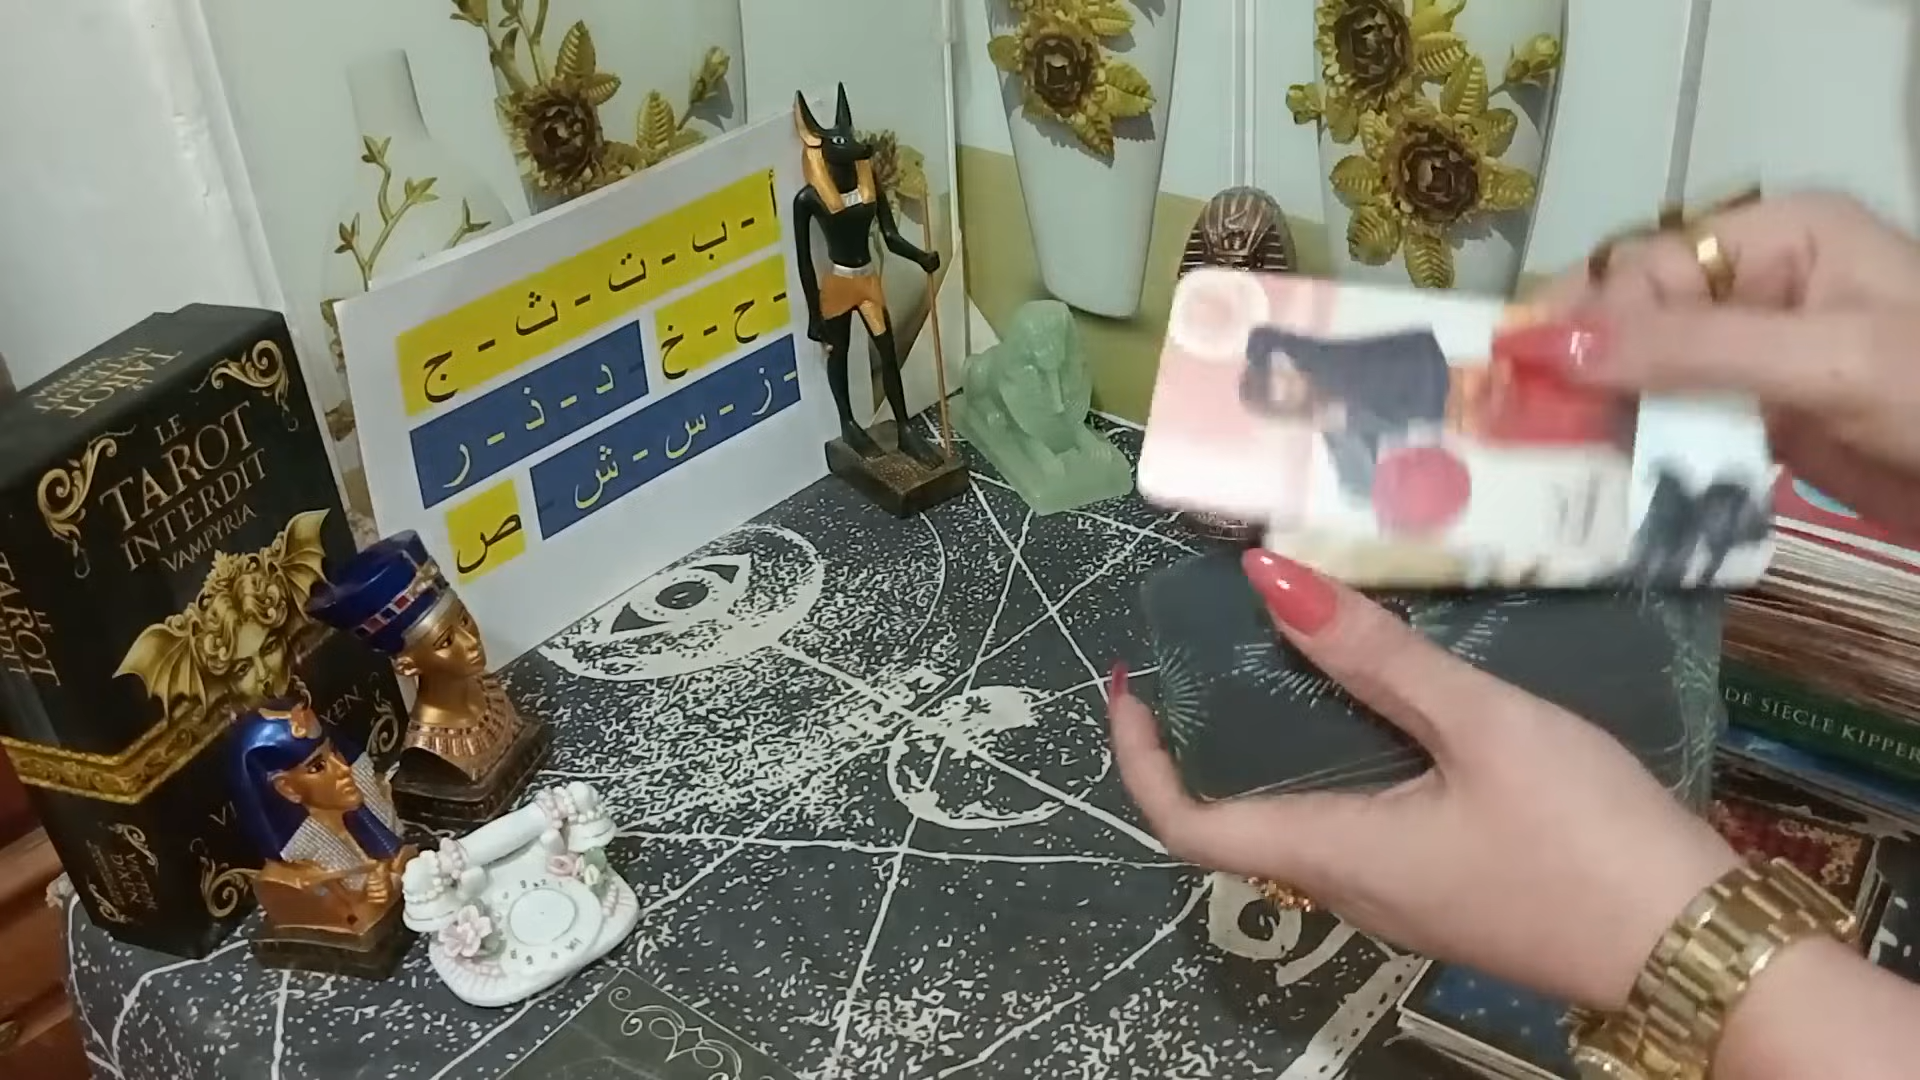 LE
TAROT
INTERDIT
VAMPYRIA
أ - ب - ت - ث - ج
- ح - خ
- د - ذ - ر
- ز - س - ش
- ص
DE SIÈCLE KIPPER